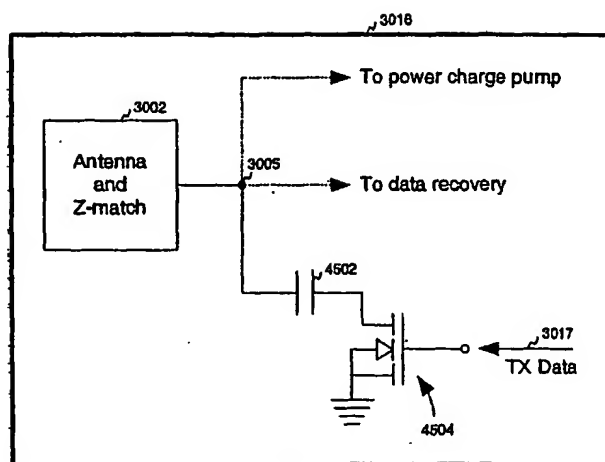 3016
To power charge pump
3002
Antenna
and
Z-match
3005
To data recovery
4502
3017
TX Data
4504